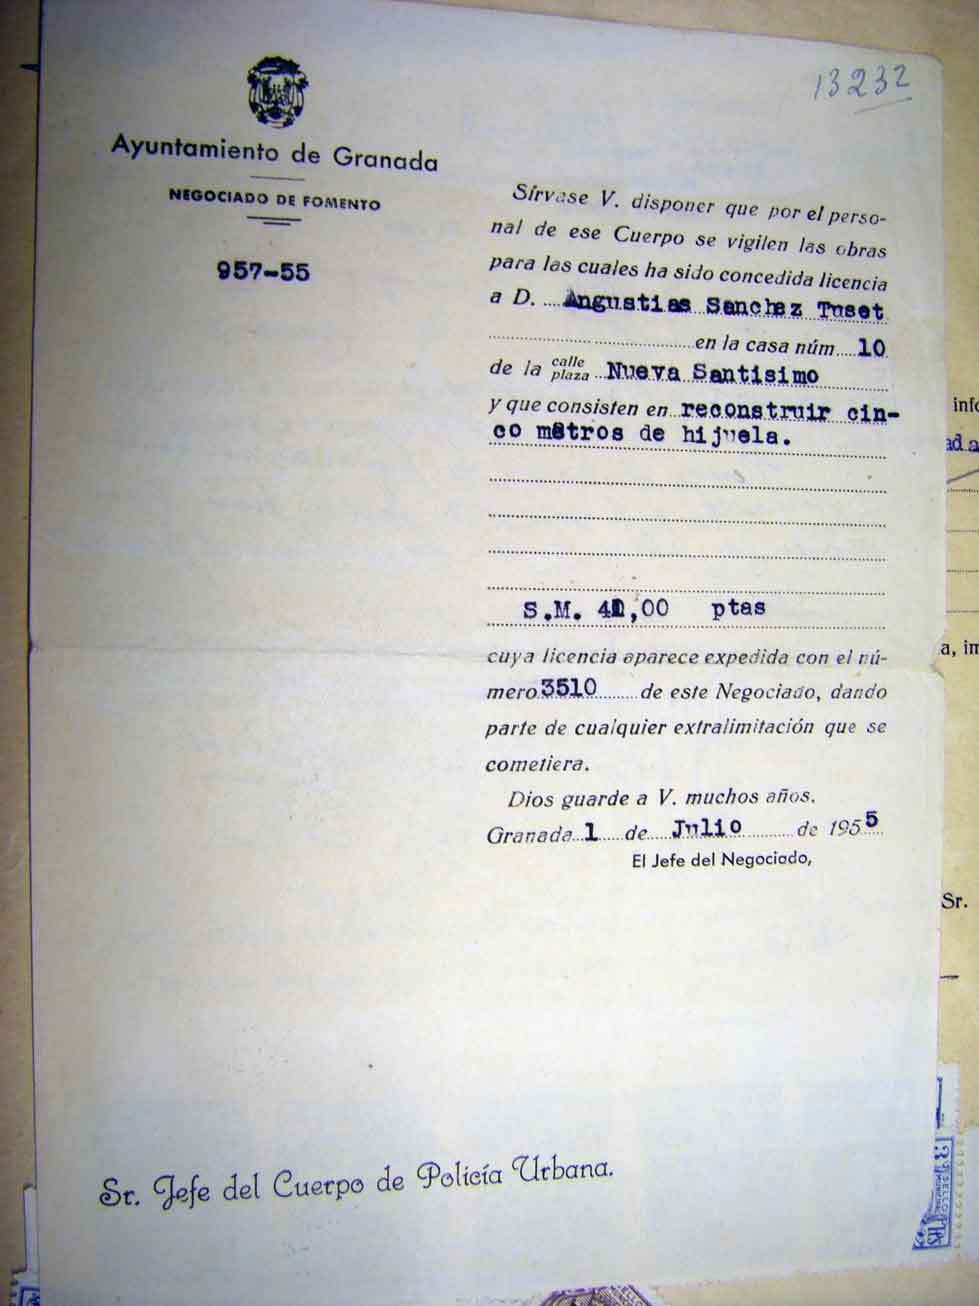 13232
Ayuntamiento de Granada
NEGOCIADO DE FOMENTO
957-55
Sírvase V. disponer que por el perso-
nal de ese Cuerpo se vigilen las obras
para las cuales ha sido concedida licencia
a D. Angustias Sanchez Tuset
en la casa núm 10
de la calle plaza Nueva Santisimo
y que consisten en reconstruir cin-
co metros de hijuela.
S.M. ,00 ptas
cuya licencia aparece expedida con el nú-
mero 3510 de este Negociado, dando
parte de cualquier extralimitación que se
cometiera.
Dios guarde a V. muchos años.
Granada 1 de Julio de 1955
El Jefe del Negociado,
Sr. Jefe del Cuerpo de Policía Urbana.
info
a, im
Sr.